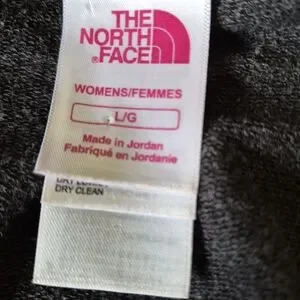 THE
NORTH
FACE
WOMENS/FEMMES
L/G
Made in Jordan
Fabriqué en Jordanie
DRY CLEAN